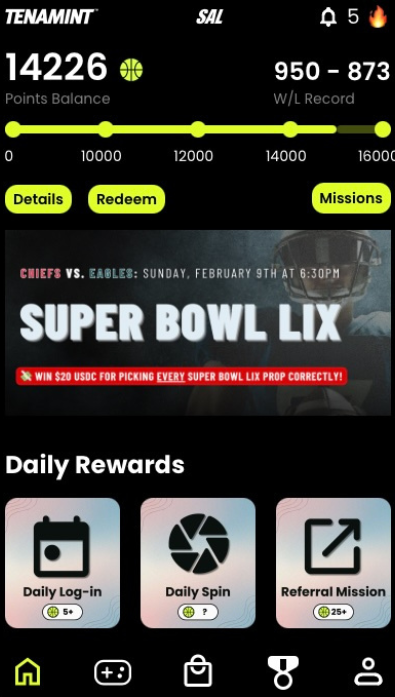 TENAMINT SAL 5
14226 950 - 873
Points Balance W/L Record
0 10000 12000 14000 16000
Details Redeem Missions
CHIEFS VS. EAGLES: SUNDAY, FEBRUARY 9TH AT 6:30PM
SUPER BOWL LIX
WIN $20 USDC FOR PICKING EVERY SUPER BOWL LIX PROP CORRECTLY!
Daily Rewards
Daily Log-in Daily Spin Referral Mission
5+ ? 25+